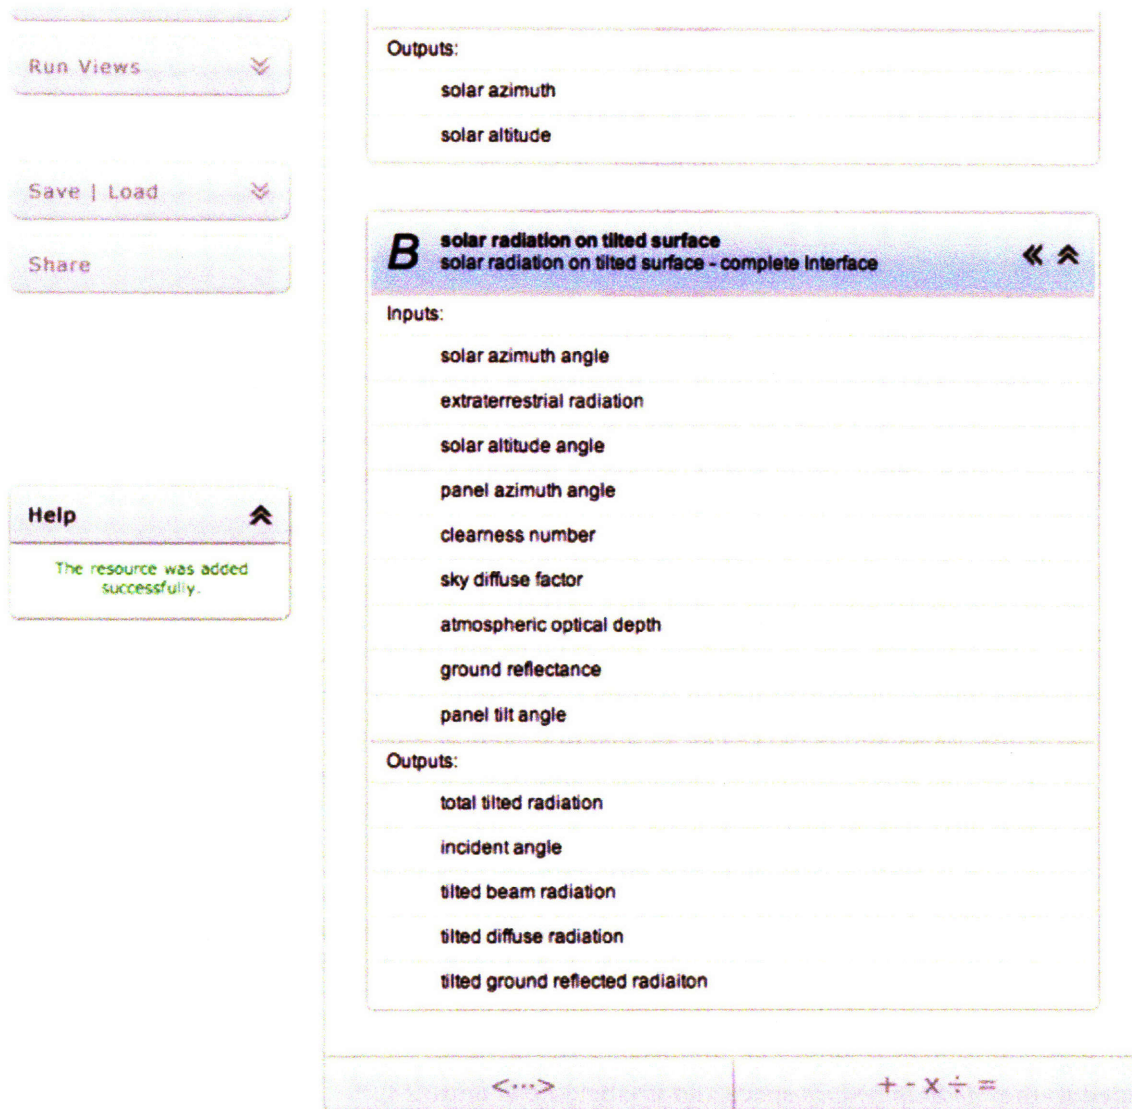 Run Views
Save | Load
Share
Help
The resource was added
successfully.
Outputs:
solar azimuth
solar altitude
B
solar radiation on tilted surface
solar radiation on tilted surface - complete Interface
Inputs:
solar azimuth angle
extraterrestrial radiation
solar altitude angle
panel azimuth angle
clearness number
sky diffuse factor
atmospheric optical depth
ground reflectance
panel tilt angle
Outputs:
total tilted radiation
incident angle
tilted beam radiation
tilted diffuse radiation
tilted ground reflected radiaiton
<···>
+ - x ÷ =